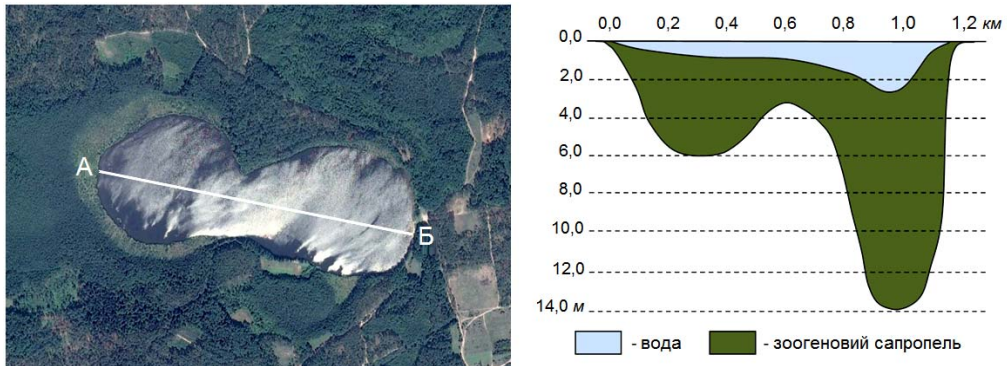 А
Б
0,0 0,2 0,4 0,6 0,8 1,0 1,2 км
0,0
2,0
4,0
6,0
8,0
10,0
12,0
14,0 м
- вода - зоогеновий сапропель